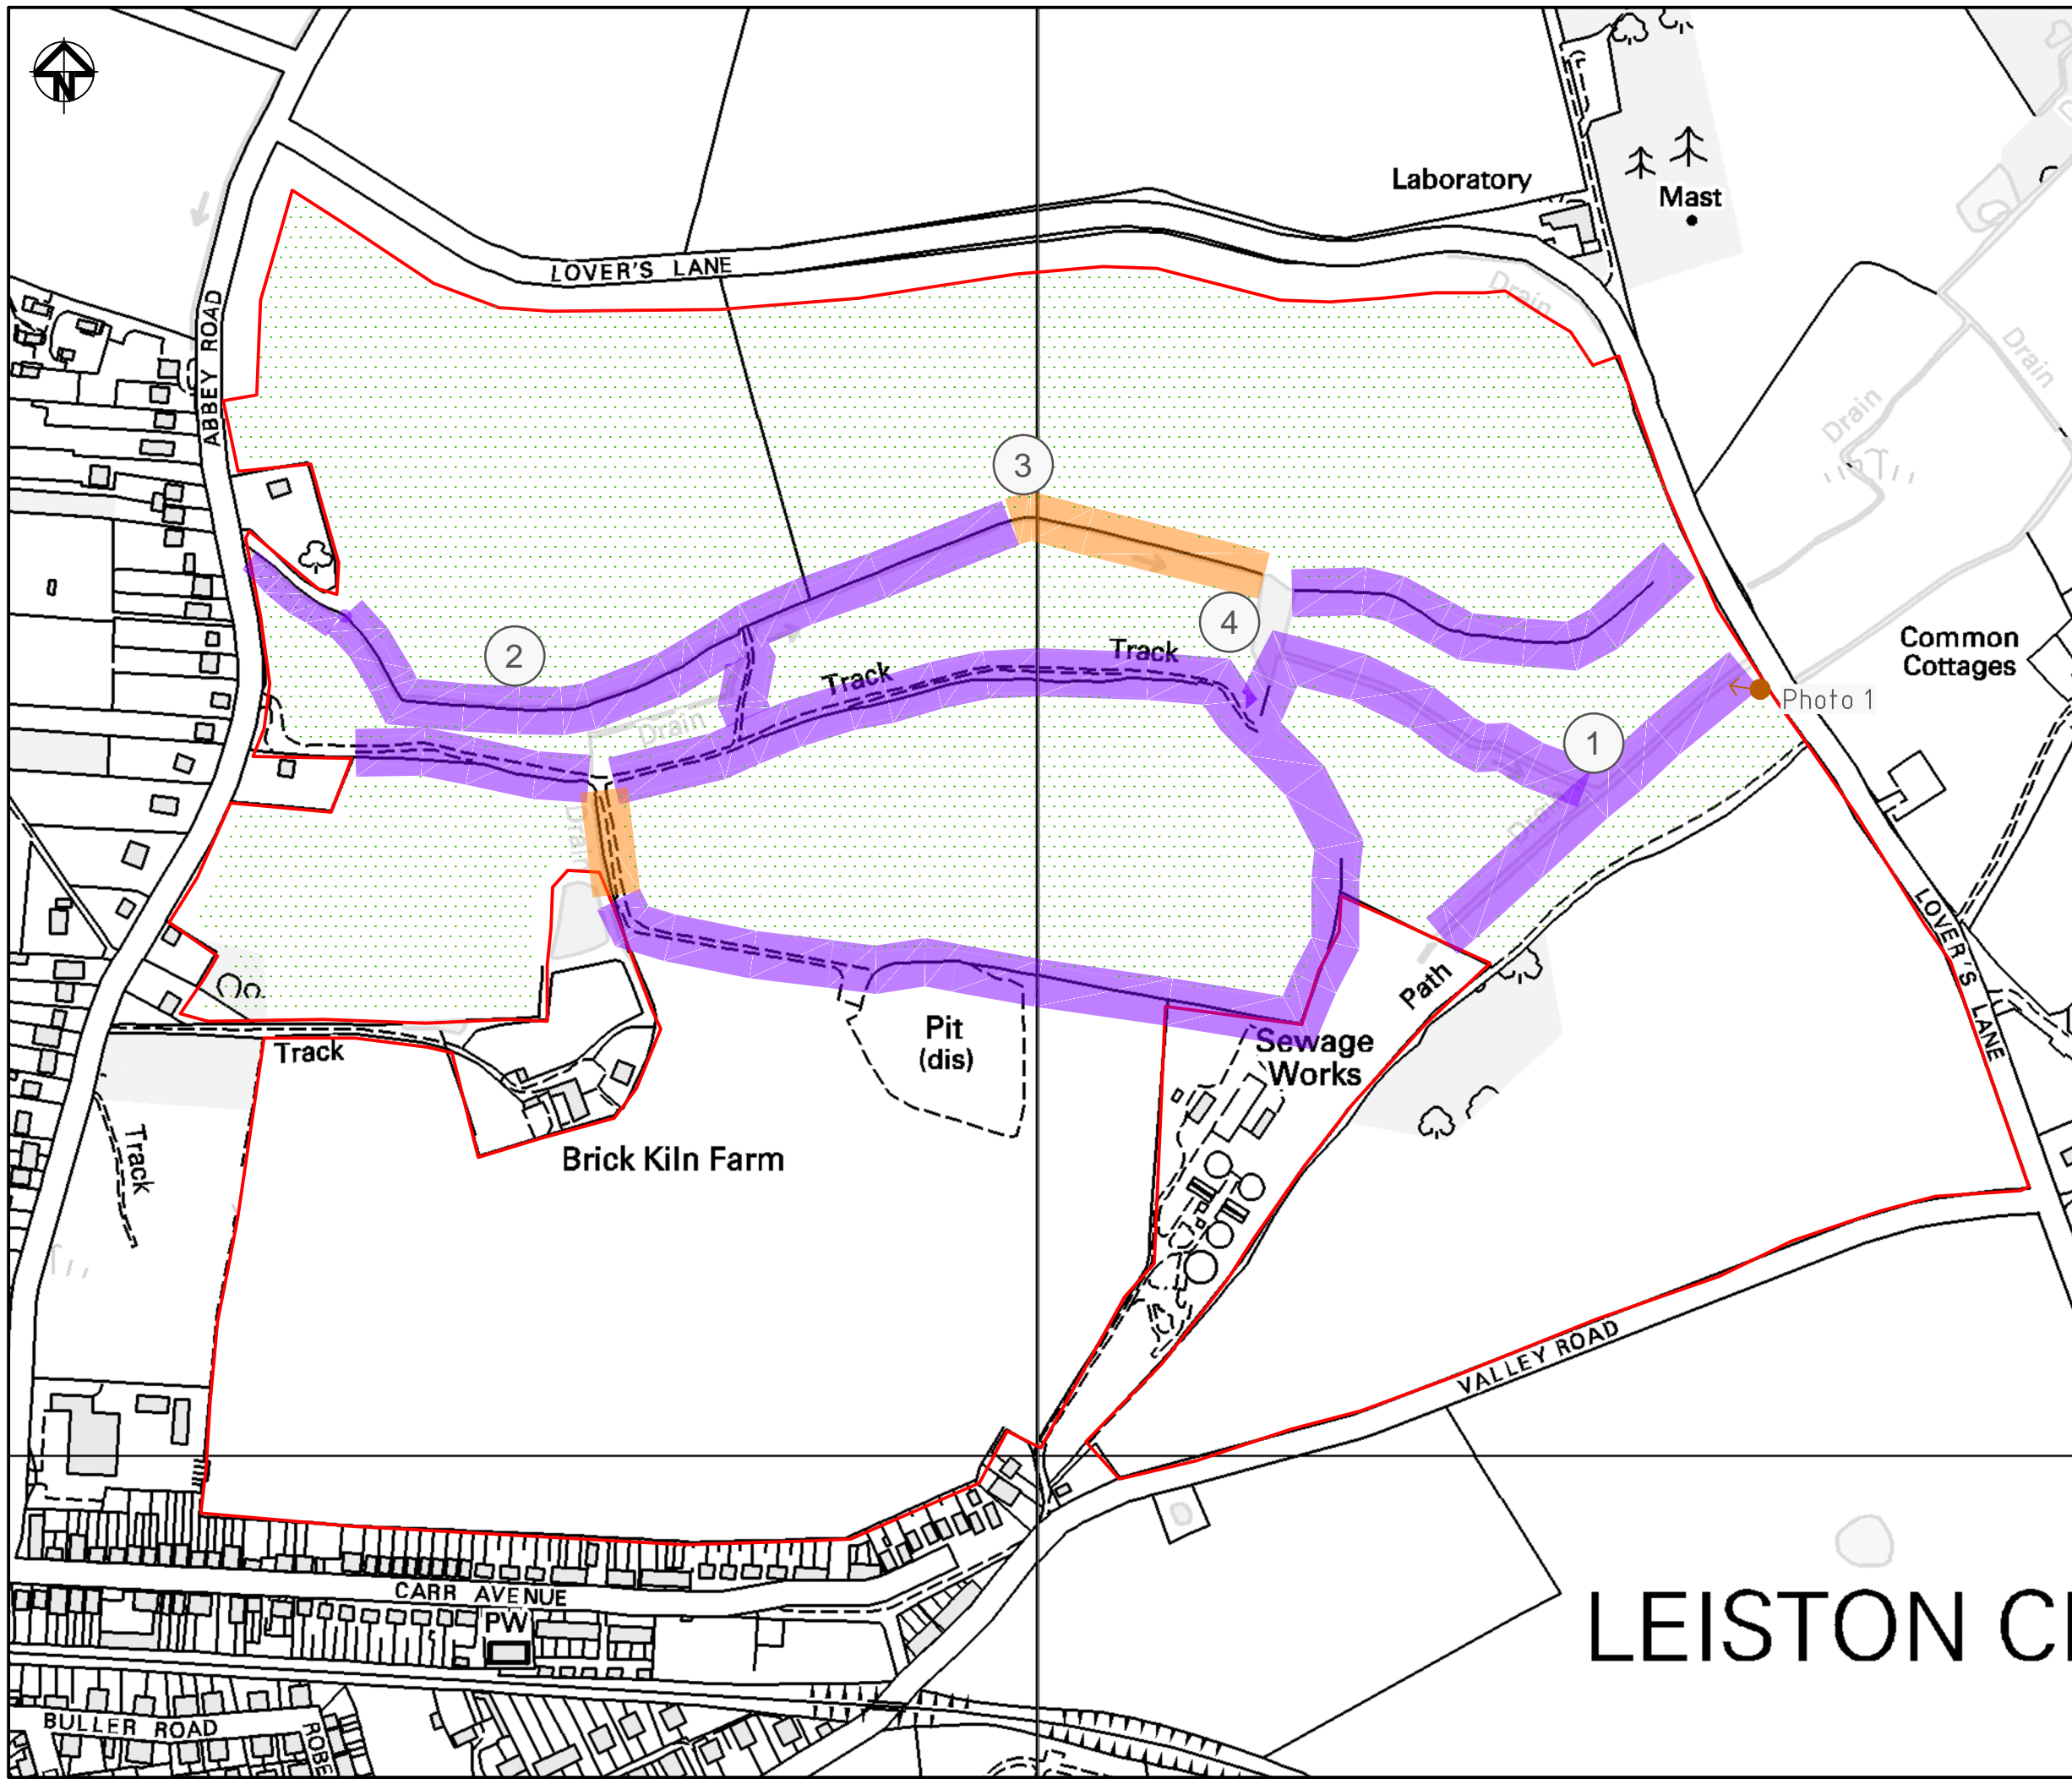 N
Laboratory
Mast
LOVER'S LANE
Drain
ABBEY ROAD
Drain
Drain
3
4
2
Track
Track
Drain
Common
Cottages
Photo 1
1
Drain
Drain
LOVER'S LANE
Path
Pit
(dis)
Sewage
Works
Track
Track
Brick Kiln Farm
VALLEY ROAD
CARR AVENUE
PW
LEISTON
BULLER ROAD